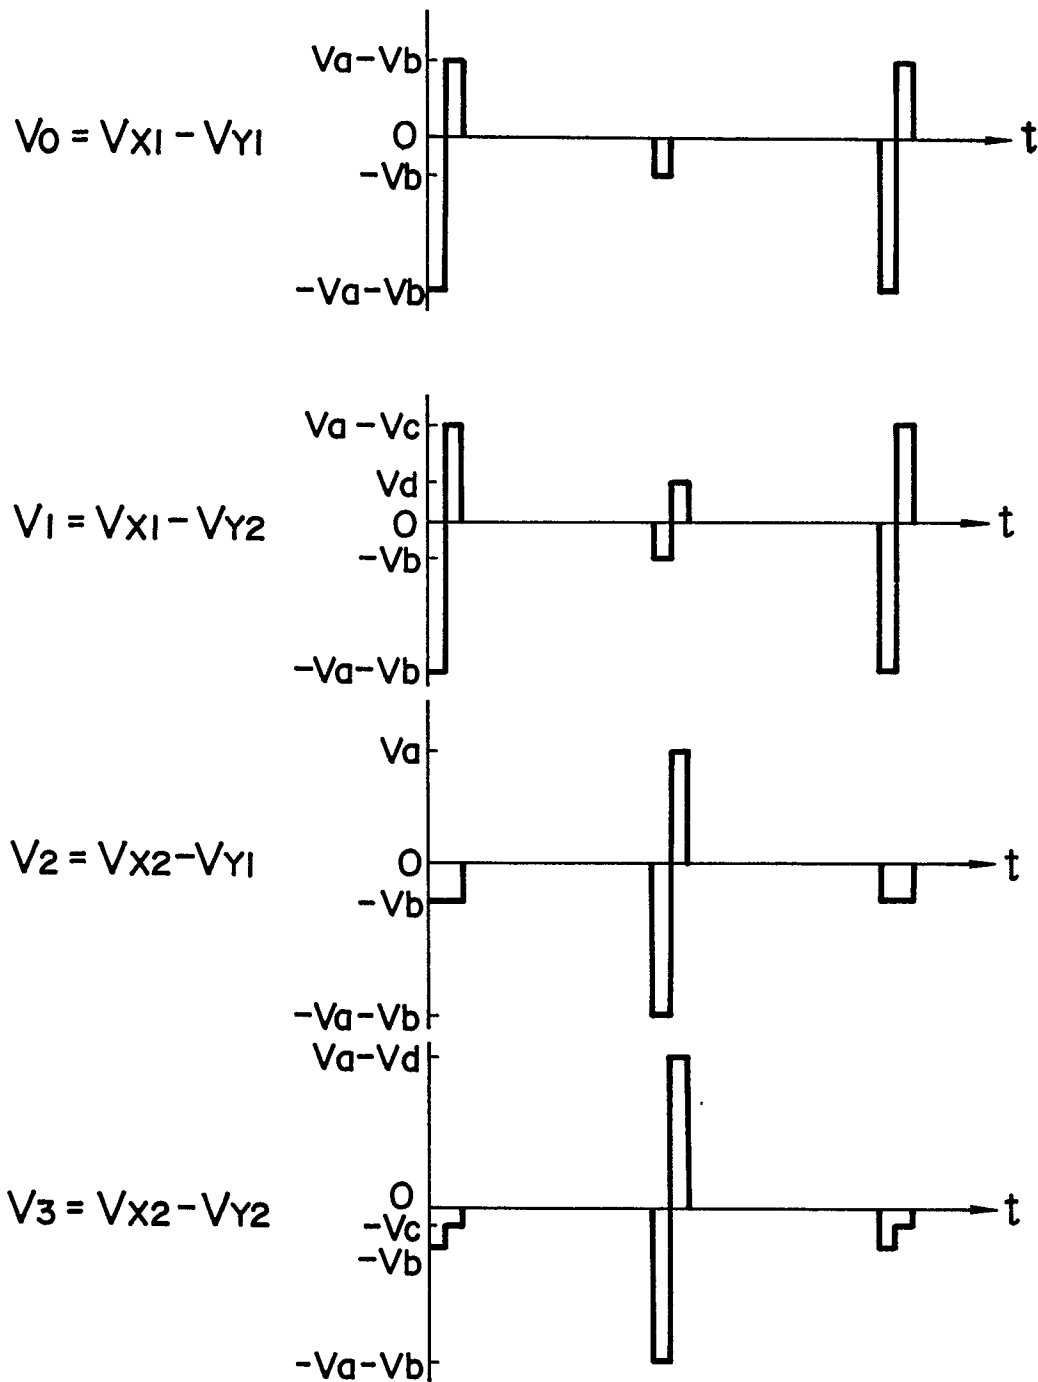 Va-Vb
V0 = VX1 - VY1
0
t
-Vb
-Va-Vb
Va-Vc
Vd
V1 = VX1 - VY2
0
t
-Vb
-Va-Vb
Va
V2 = VX2-VY1
0
t
-Vb
-Va-Vb
Va-Vd
V3 = VX2-VY2
0
t
-Vc
-Vb
-Va-Vb